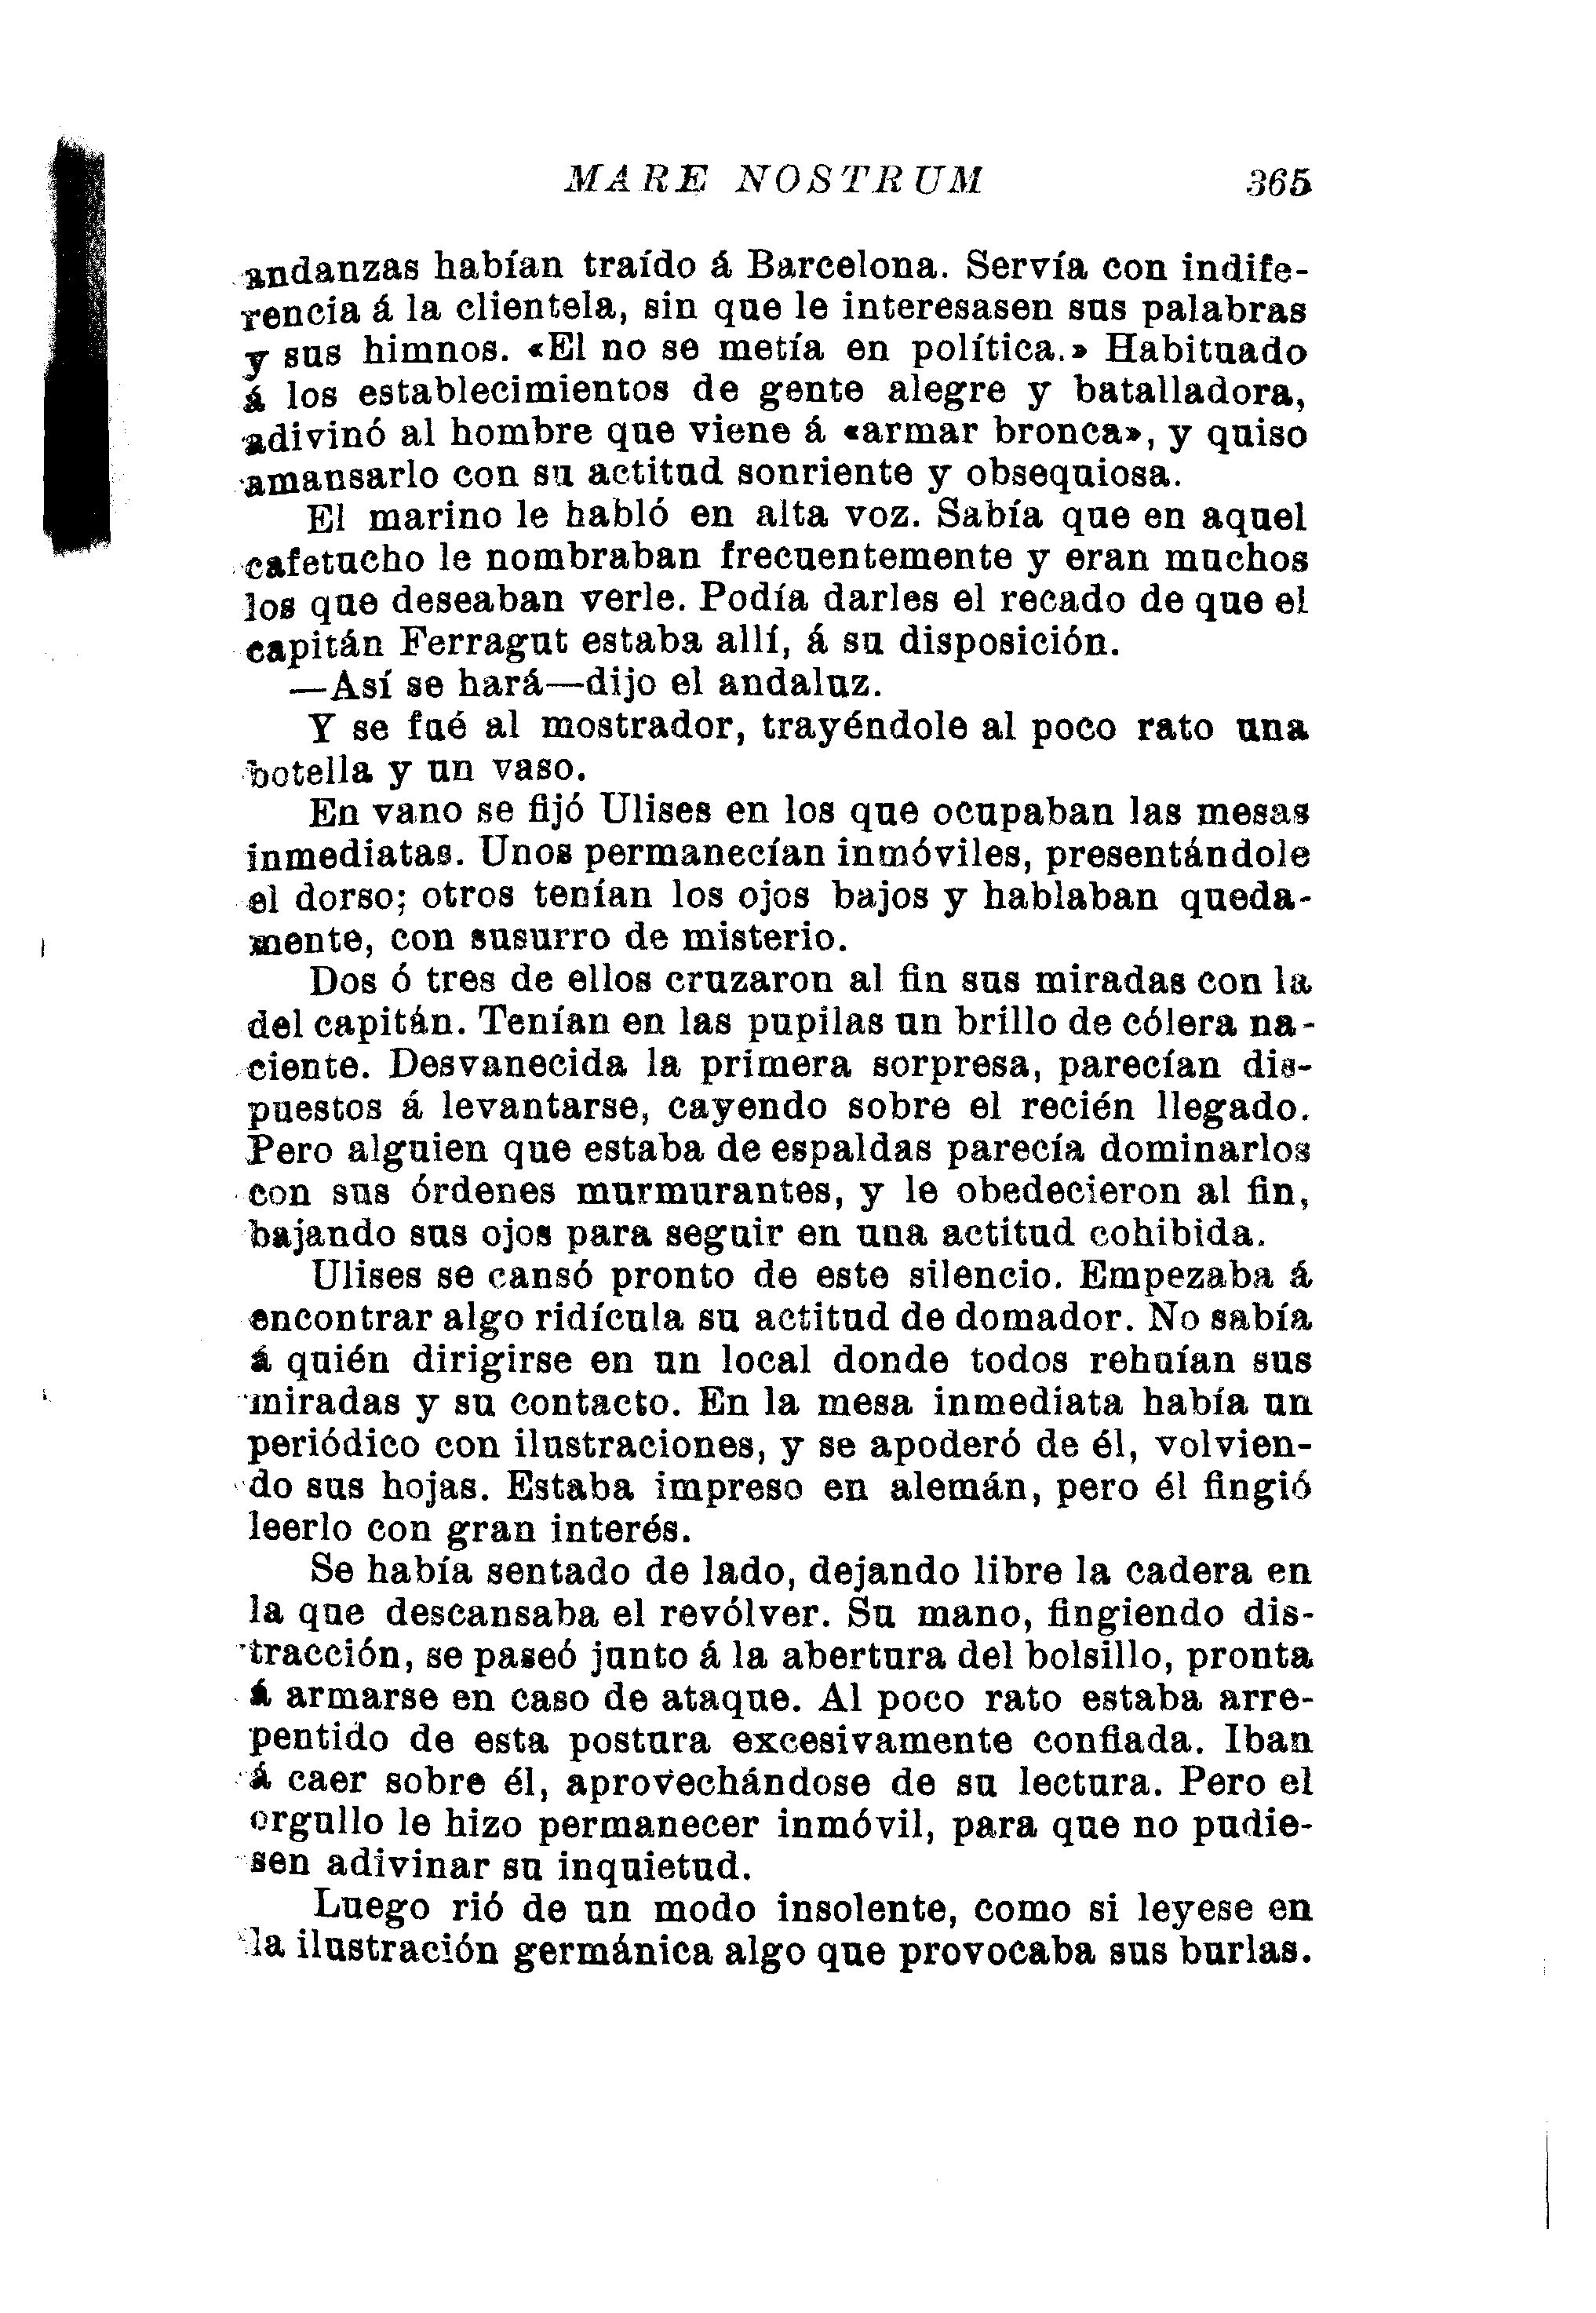 MARE NOSTRUM 365
andanzas habían traído á Barcelona. Servía con indife-
rencia á la clientela, sin que le interesasen sus palabras
y sus himnos. «El no se metía en política.» Habituado
á los establecimientos de gente alegre y batalladora,
adivinó al hombre que viene á «armar bronca», y quiso
amansarlo con su actitud sonriente y obsequiosa.
El marino le habló en alta voz. Sabía que en aquel
cafetucho le nombraban frecuentemente y eran muchos
los que deseaban verle. Podía darles el recado de que el
capitán Ferragut estaba allí, á su disposición.
—Así se hará—dijo el andaluz.
Y se fué al mostrador, trayéndole al poco rato una
botella y un vaso.
En vano se fijó Ulises en los que ocupaban las mesas
inmediatas. Unos permanecían inmóviles, presentándole
el dorso; otros tenían los ojos bajos y hablaban queda-
mente, con susurro de misterio.
Dos ó tres de ellos cruzaron al fin sus miradas con la
del capitán. Tenían en las pupilas un brillo de cólera na-
ciente. Desvanecida la primera sorpresa, parecían dis-
puestos á levantarse, cayendo sobre el recién llegado.
Pero alguien que estaba de espaldas parecía dominarlos
con sus órdenes murmurantes, y le obedecieron al fin,
bajando sus ojos para seguir en una actitud cohibida.
Ulises se cansó pronto de este silencio. Empezaba á
encontrar algo ridícula su actitud de domador. No sabía
á quién dirigirse en un local donde todos rehuían sus
miradas y su contacto. En la mesa inmediata había un
periódico con ilustraciones, y se apoderó de él, volvien-
do sus hojas. Estaba impreso en alemán, pero él fingió
leerlo con gran interés.
Se había sentado de lado, dejando libre la cadera en
la que descansaba el revólver. Su mano, fingiendo dis-
tracción, se paseó junto á la abertura del bolsillo, pronta
á armarse en caso de ataque. Al poco rato estaba arre-
pentido de esta postura excesivamente confiada. Iban
á caer sobre él, aprovechándose de su lectura. Pero el
orgullo le hizo permanecer inmóvil, para que no pudie-
sen adivinar su inquietud.
Luego rió de un modo insolente, como si leyese en
la ilustración germánica algo que provocaba sus burlas.